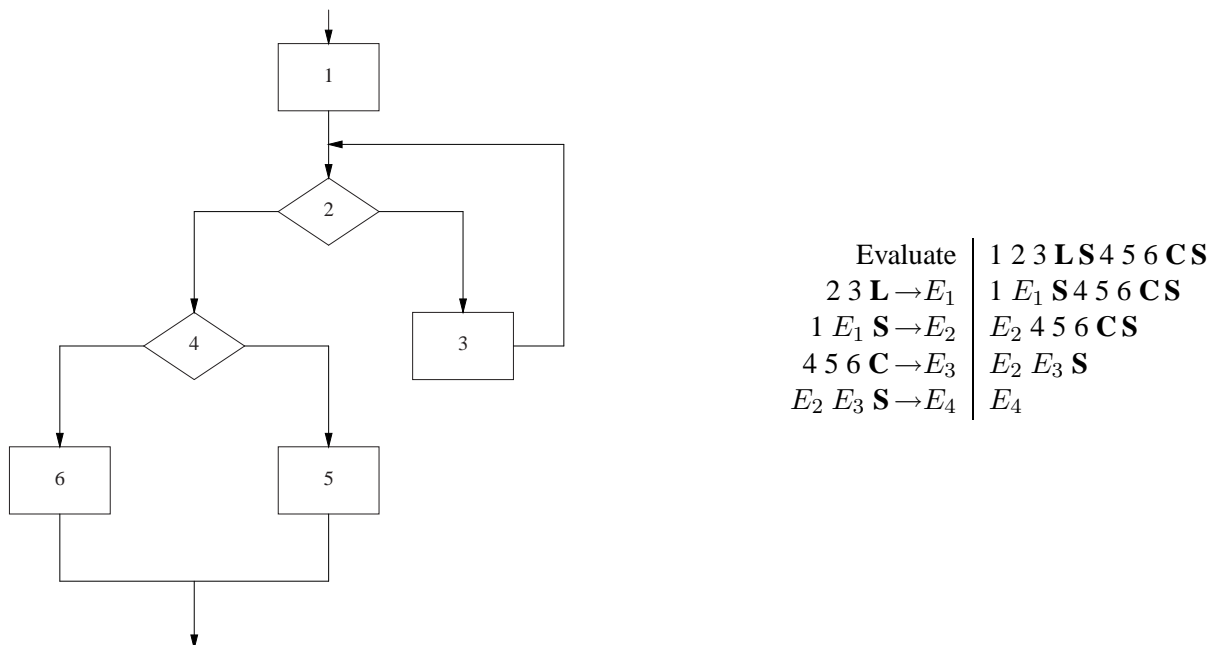 1
2
4
3
6
5
Evaluate 1 2 3 L S 4 5 6 C S
2 3 L → E₁ 1 E₁ S 4 5 6 C S
1 E₁ S → E₂ E₂ 4 5 6 C S
4 5 6 C → E₃ E₂ E₃ S
E₂ E₃ S → E₄ E₄